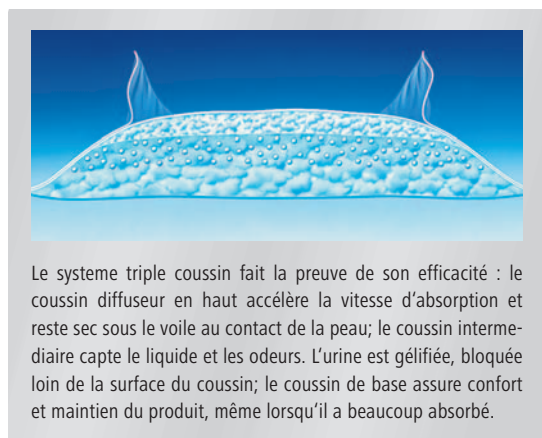 Le systeme triple coussin fait la preuve de son efficacité : le
coussin diffuseur en haut accélère la vitesse d‘absorption et
reste sec sous le voile au contact de la peau; le coussin interme-
diaire capte le liquide et les odeurs. L‘urine est gélifiée, bloquée
loin de la surface du coussin; le coussin de base assure confort
et maintien du produit, même lorsqu‘il a beaucoup absorbé.